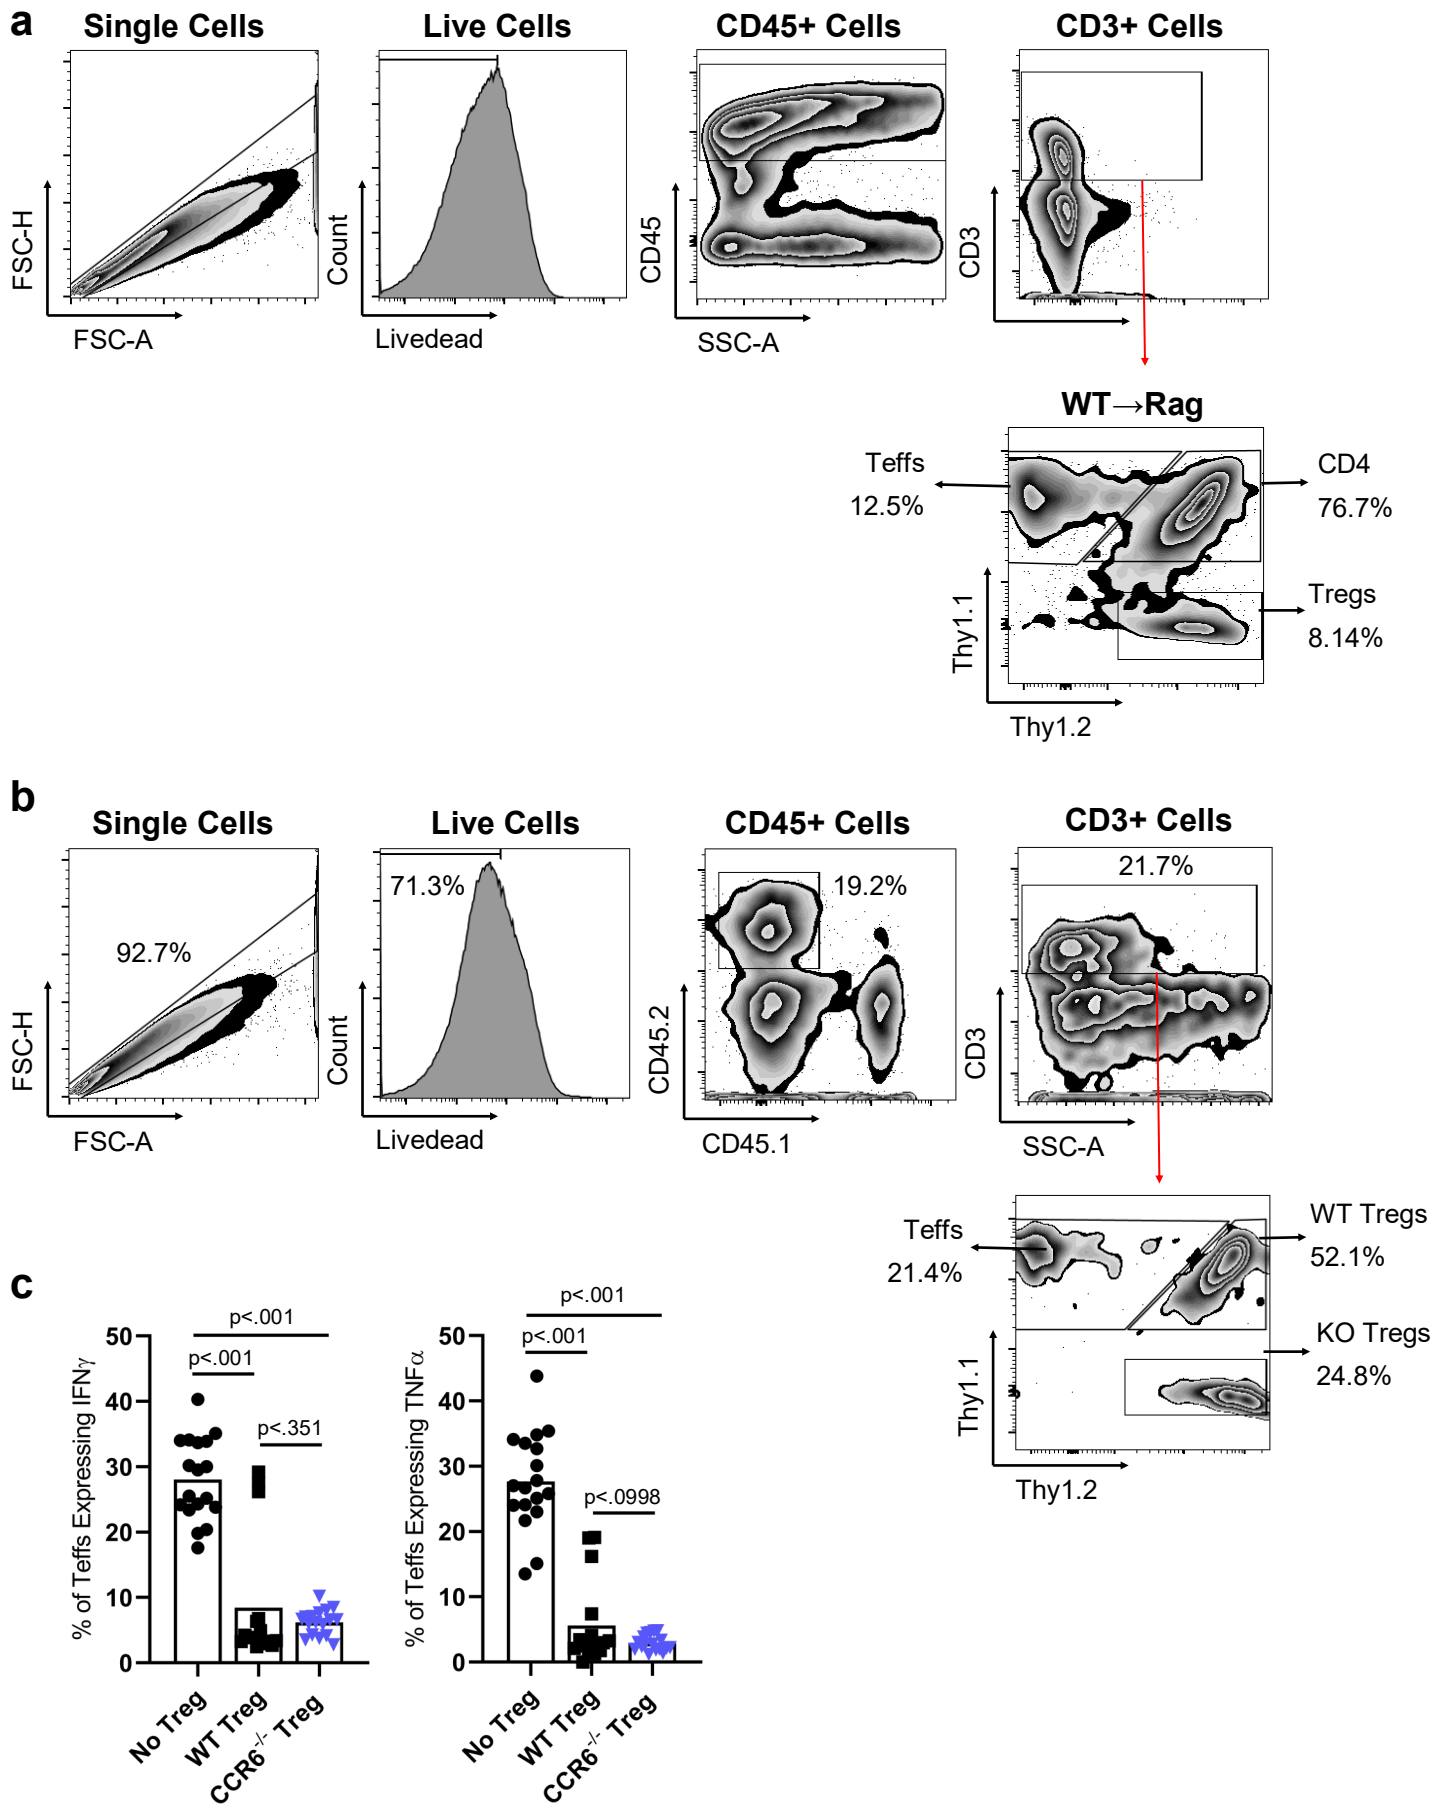 a
Single Cells
Live Cells
CD45+ Cells
CD3+ Cells
FSC-H
FSC-A
Count
Livedead
CD45
SSC-A
CD3
WT→Rag
Teffs
12.5%
CD4
76.7%
Tregs
8.14%
Thy1.1
Thy1.2
b
Single Cells
Live Cells
CD45+ Cells
CD3+ Cells
92.7%
FSC-H
FSC-A
71.3%
Count
Livedead
19.2%
CD45.2
CD45.1
21.7%
CD3
SSC-A
Teffs
21.4%
WT Tregs
52.1%
KO Tregs
24.8%
Thy1.1
Thy1.2
c
% of Teffs Expressing IFNγ
50
40
30
20
10
0
p<.001
p<.001
p<.351
No Treg
WT Treg
CCR6-/- Treg
% of Teffs Expressing TNFα
50
40
30
20
10
0
p<.001
p<.001
p<.0998
No Treg
WT Treg
CCR6-/- Treg